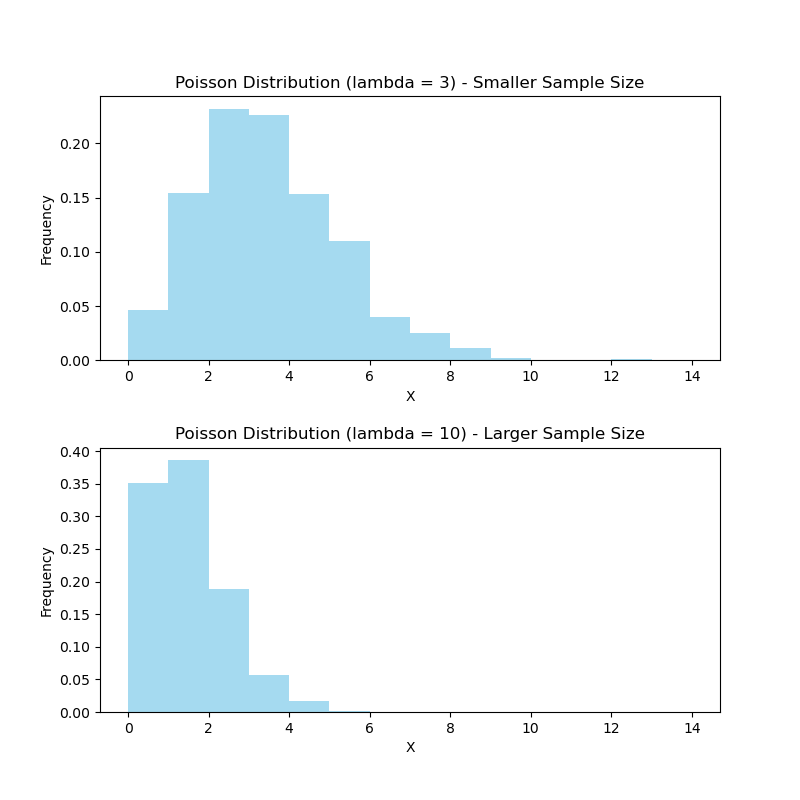 Poisson Distribution (lambda = 3) - Smaller Sample Size
Frequency
0.20
0.15
0.10
0.05
0.00
0 2 4 6 8 10 12 14
X
Poisson Distribution (lambda = 10) - Larger Sample Size
Frequency
0.40
0.35
0.30
0.25
0.20
0.15
0.10
0.05
0.00
0 2 4 6 8 10 12 14
X